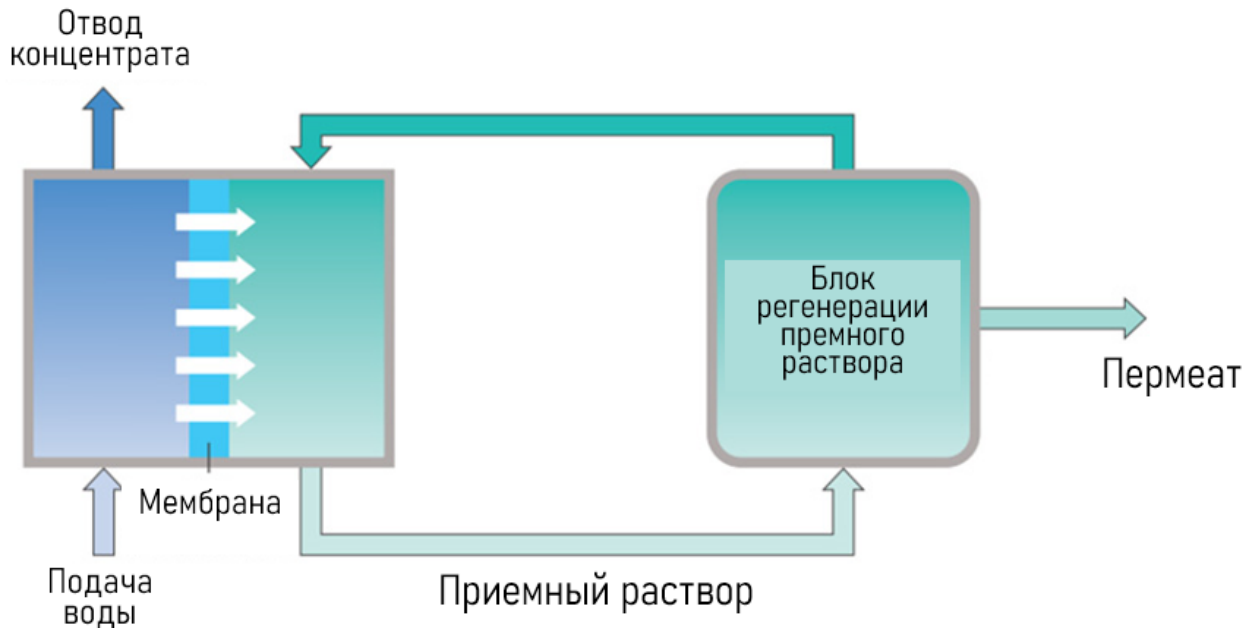 Отвод
концентрата
Блок
регенерации
премного
раствора
Пермеат
Мембрана
Подача
воды
Приемный раствор